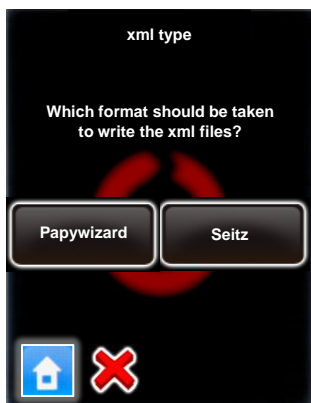 xml type
Which format should be taken
to write the xml files?
Papywizard
Seitz